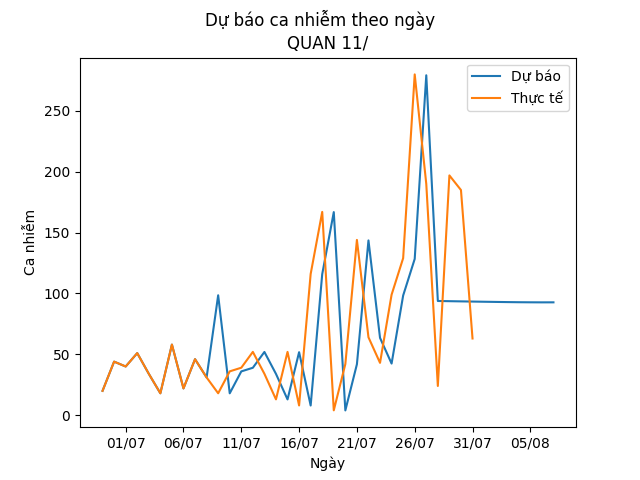 Dự báo ca nhiễm theo ngày
QUAN 11/
Dự báo
Thực tế
Ca nhiễm
250
200
150
100
50
0
01/07 06/07 11/07 16/07 21/07 26/07 31/07 05/08
Ngày